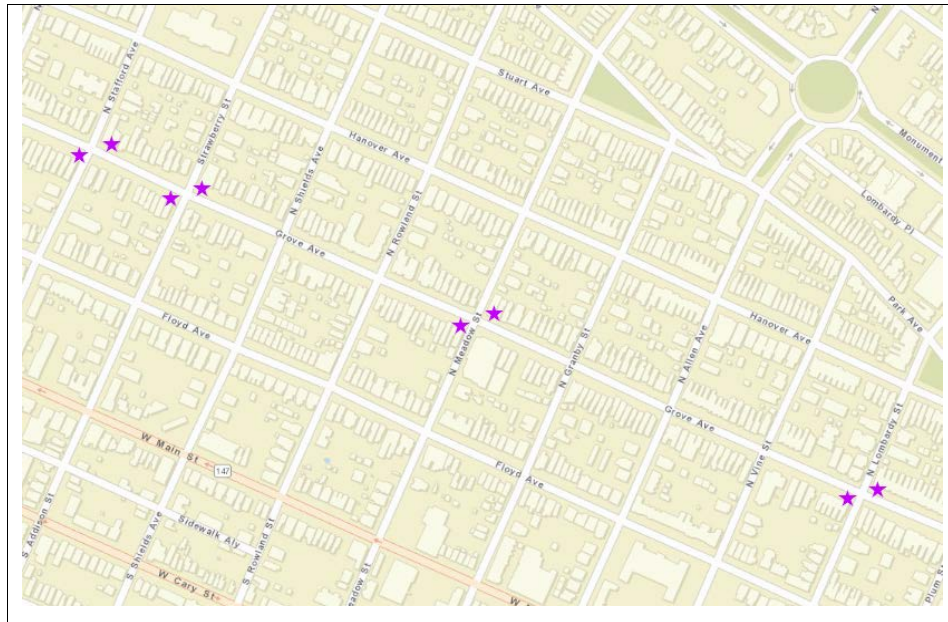 N Stafford Ave
Strawberry St
Stuart Ave
Monument
Hanover Ave
N Shields Ave
N Rowland St
Lombardy Pl
Grove Ave
Park Ave
Floyd Ave
N Meadow St
N Granby St
N Allen Ave
Hanover Ave
Grove Ave
N Lombardy St
W Main St
147
N Vine St
Floyd Ave
S Addison St
Sidewalk Aly
S Shields Ave
S Rowland St
W Cary St
Meadow St
W
Plum St
N
N